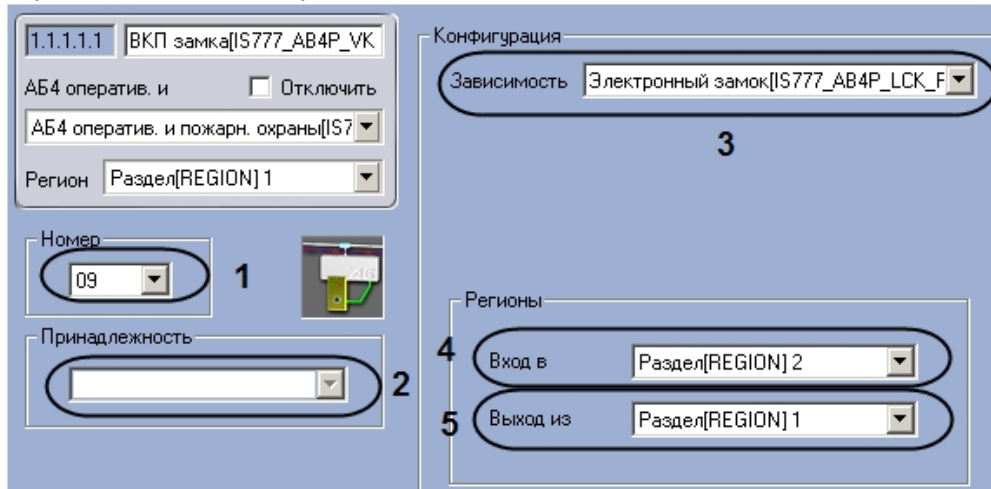 1.1.1.1.1 ВКП замка[IS777_AB4P_VK
АБ4 оператив. и Отключить
АБ4 оператив. и пожарн. охраны[IS7
Регион Раздел[REGION] 1
Номер
09
1
Принадлежность
2
Конфигурация
Зависимость Электронный замок[IS777_AB4P_LCK_F
3
Регионы
4 Вход в Раздел[REGION] 2
5 Выход из Раздел[REGION] 1